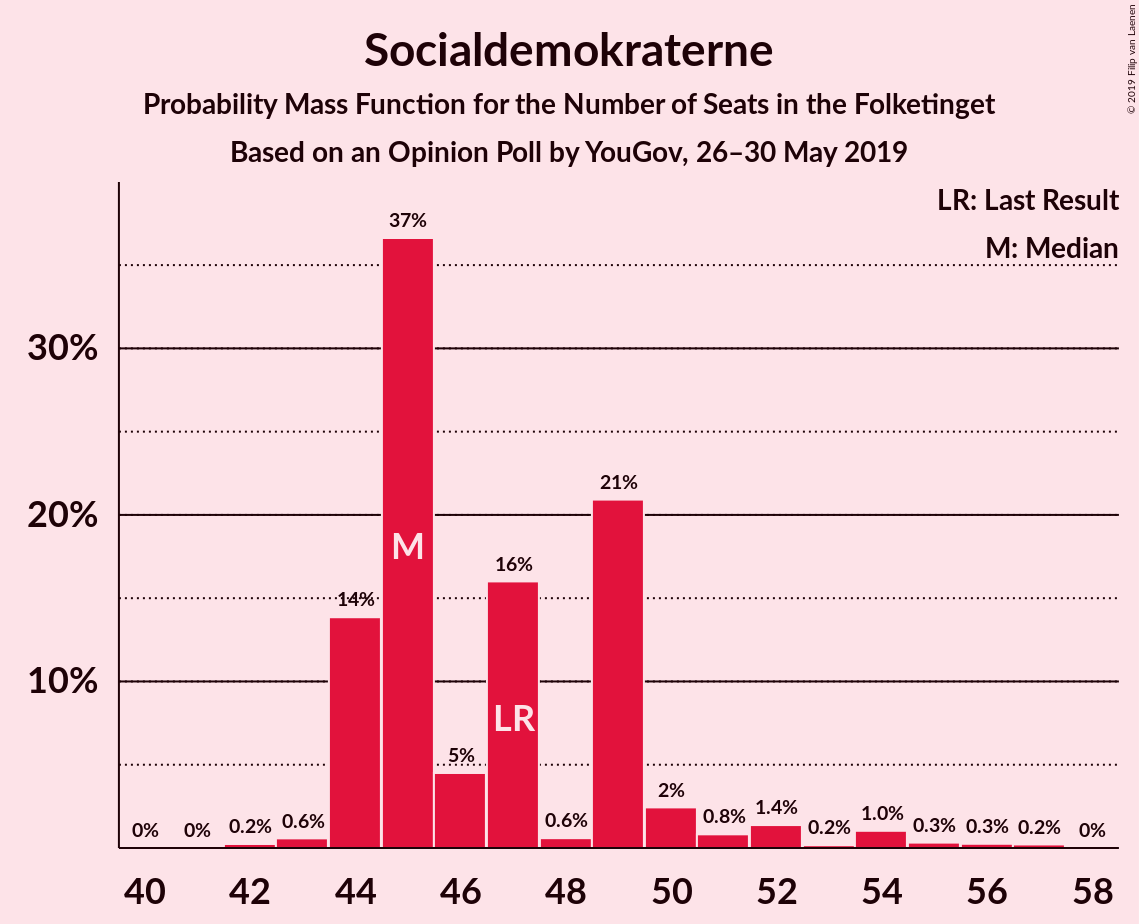 Socialdemokraterne
Probability Mass Function for the Number of Seats in the Folketinget
Based on an Opinion Poll by YouGov, 26–30 May 2019
© 2019 Filip van Laenen
LR: Last Result
M: Median
30%
20%
10%
0%
0%
0.2%
0.6%
14%
37%
5%
16%
0.6%
21%
2%
0.8%
1.4%
0.2%
1.0%
0.3%
0.3%
0.2%
0%
M
LR
40 42 44 46 48 50 52 54 56 58